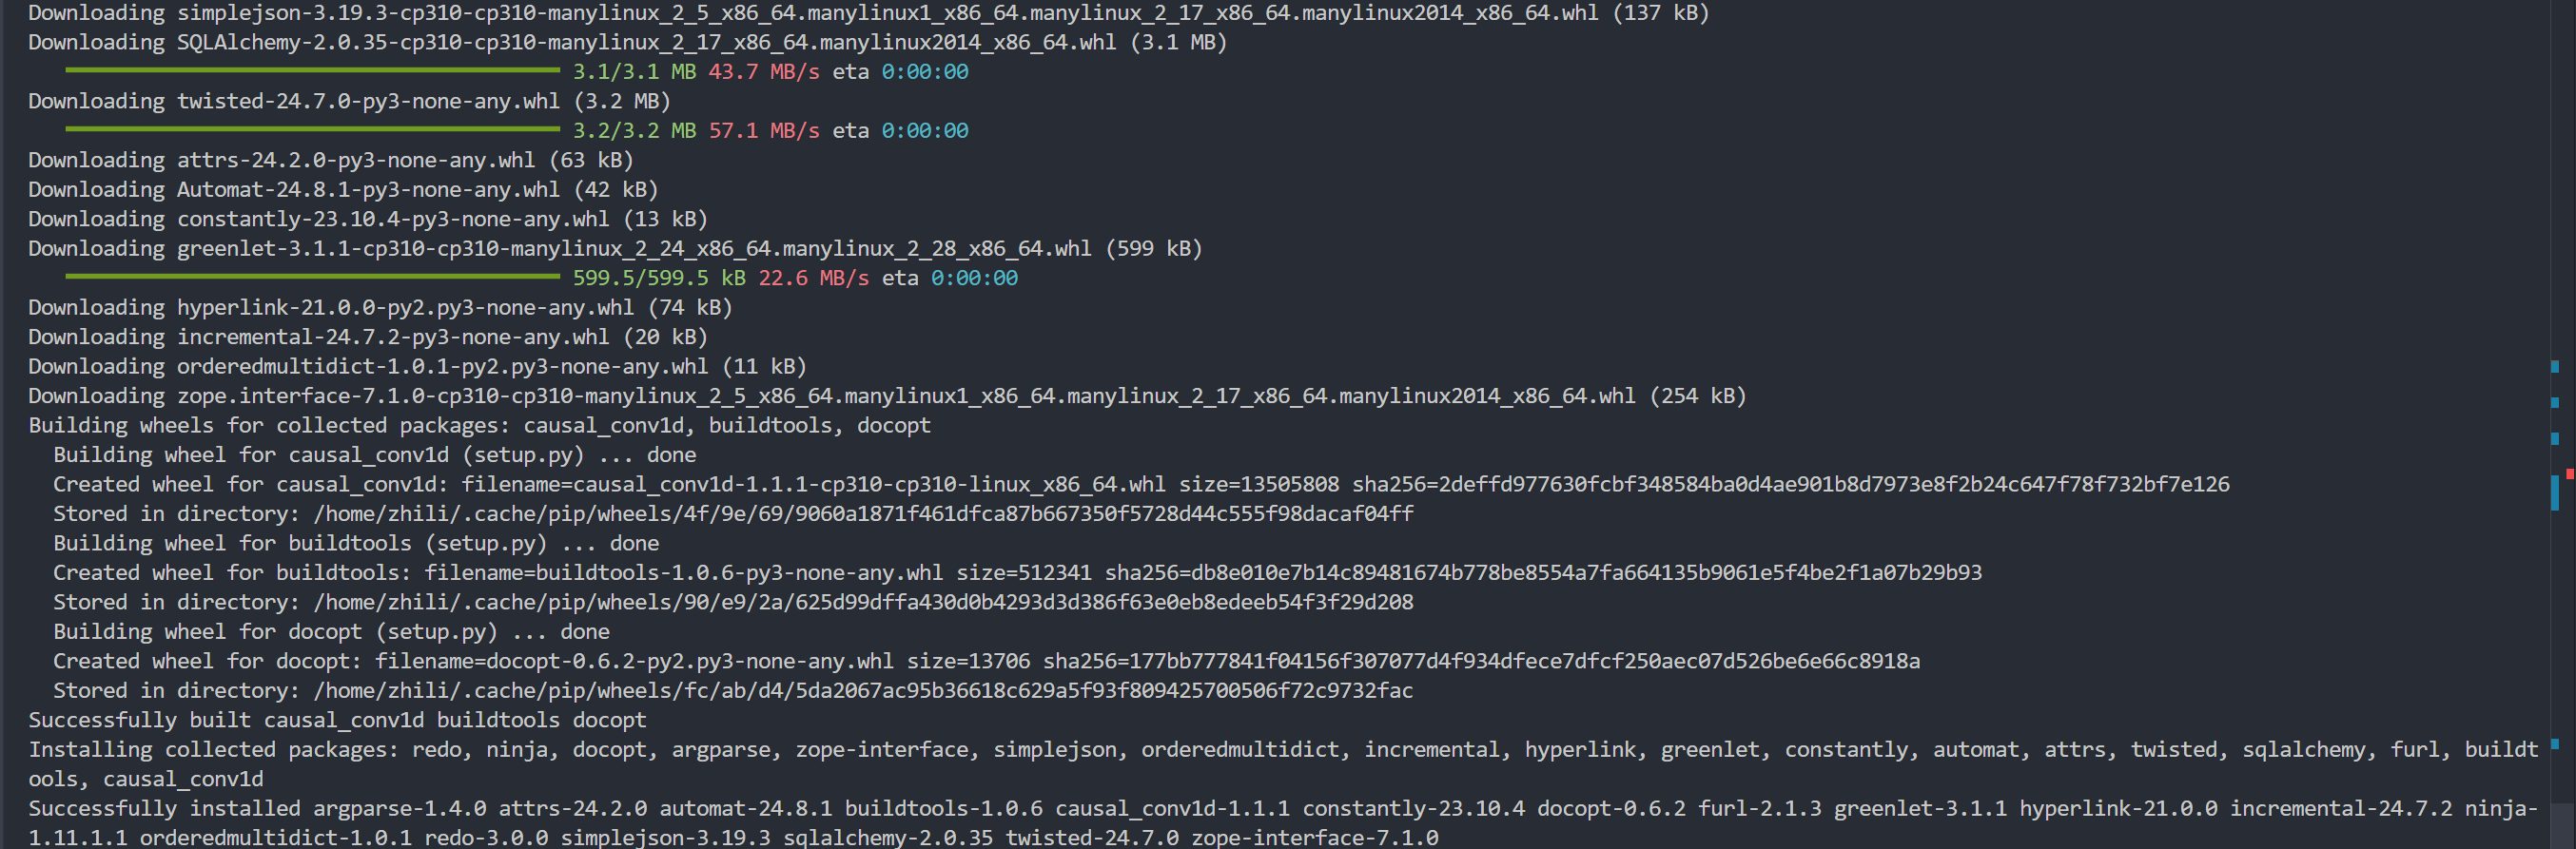 Downloading simplejson-3.19.3-cp310-cp310-manylinux_2_5_x86_64.manylinux1_x86_64.manylinux_2_17_x86_64.manylinux2014_x86_64.whl (137 kB)
Downloading SQLAlchemy-2.0.35-cp310-cp310-manylinux_2_17_x86_64.manylinux2014_x86_64.whl (3.1 MB)
3.1/3.1 MB 43.7 MB/s eta 0:00:00
Downloading twisted-24.7.0-py3-none-any.whl (3.2 MB)
3.2/3.2 MB 57.1 MB/s eta 0:00:00
Downloading attrs-24.2.0-py3-none-any.whl (63 kB)
Downloading Automat-24.8.1-py3-none-any.whl (42 kB)
Downloading constantly-23.10.4-py3-none-any.whl (13 kB)
Downloading greenlet-3.1.1-cp310-cp310-manylinux_2_24_x86_64.manylinux_2_28_x86_64.whl (599 kB)
599.5/599.5 kB 22.6 MB/s eta 0:00:00
Downloading hyperlink-21.0.0-py2.py3-none-any.whl (74 kB)
Downloading incremental-24.7.2-py3-none-any.whl (20 kB)
Downloading orderedmultidict-1.0.1-py2.py3-none-any.whl (11 kB)
Downloading zope.interface-7.1.0-cp310-cp310-manylinux_2_5_x86_64.manylinux1_x86_64.manylinux_2_17_x86_64.manylinux2014_x86_64.whl (254 kB)
Building wheels for collected packages: causal_conv1d, buildtools, docopt
Building wheel for causal_conv1d (setup.py) ... done
Created wheel for causal_conv1d: filename=causal_conv1d-1.1.1-cp310-cp310-linux_x86_64.whl size=13505808 sha256=2deffd977630fcbf348584ba0d4ae901b8d7973e8f2b24c647f78f732bf7e126
Stored in directory: /home/zhili/.cache/pip/wheels/4f/9e/69/9060a1871f461dfca87b667350f5728d44c555f98dacaf04ff
Building wheel for buildtools (setup.py) ... done
Created wheel for buildtools: filename=buildtools-1.0.6-py3-none-any.whl size=512341 sha256=db8e010e7b14c89481674b778be8554a7fa664135b9061e5f4be2f1a07b29b93
Stored in directory: /home/zhili/.cache/pip/wheels/90/e9/2a/625d99dffa430d0b4293d3d386f63e0eb8edeeb54f3f29d208
Building wheel for docopt (setup.py) ... done
Created wheel for docopt: filename=docopt-0.6.2-py2.py3-none-any.whl size=13706 sha256=177bb777841f04156f307077d4f934dfece7dfcf250aec07d526be6e66c8918a
Stored in directory: /home/zhili/.cache/pip/wheels/fc/ab/d4/5da2067ac95b36618c629a5f93f809425700506f72c9732fac
Successfully built causal_conv1d buildtools docopt
Installing collected packages: redo, ninja, docopt, argparse, zope-interface, simplejson, orderedmultidict, incremental, hyperlink, greenlet, constantly, automat, attrs, twisted, sqlalchemy, furl, buildt
ools, causal_conv1d
Successfully installed argparse-1.4.0 attrs-24.2.0 automat-24.8.1 buildtools-1.0.6 causal_conv1d-1.1.1 constantly-23.10.4 docopt-0.6.2 furl-2.1.3 greenlet-3.1.1 hyperlink-21.0.0 incremental-24.7.2 ninja-
1.11.1.1 orderedmultidict-1.0.1 redo-3.0.0 simplejson-3.19.3 sqlalchemy-2.0.35 twisted-24.7.0 zope-interface-7.1.0